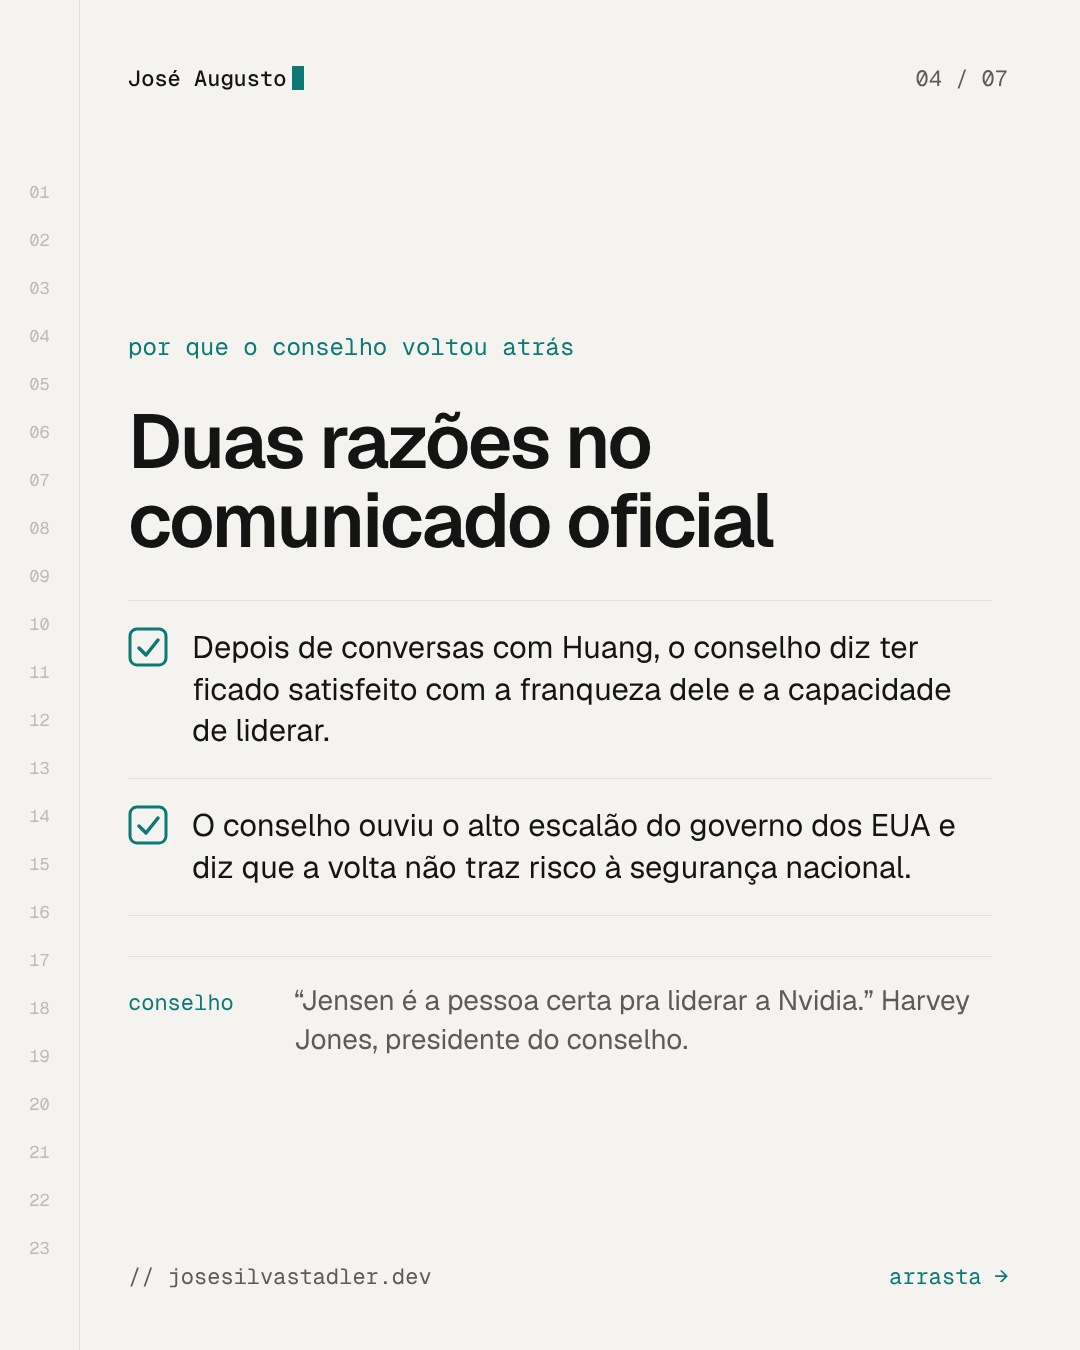 José Augusto
04 / 07
01
02
03
04
05
06
07
08
09
10
11
12
13
14
15
16
17
18
19
20
21
22
23
por que o conselho voltou atrás
Duas razões no
comunicado oficial
Depois de conversas com Huang, o conselho diz ter
ficado satisfeito com a franqueza dele e a capacidade
de liderar.
O conselho ouviu o alto escalão do governo dos EUA e
diz que a volta não traz risco à segurança nacional.
conselho
“Jensen é a pessoa certa pra liderar a Nvidia.” Harvey
Jones, presidente do conselho.
// josesilvastadler.dev
arrasta →